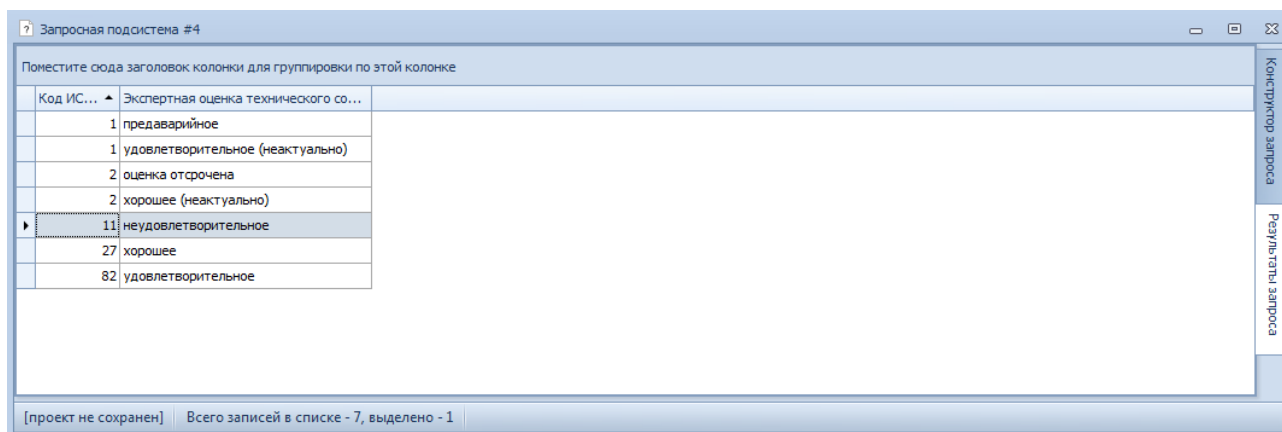 Запросная подсистема #4
Поместите сюда заголовок колонки для группировки по этой колонке
Код ИС... Экспертная оценка технического со...
1 предаварийное
1 удовлетворительное (неактуально)
2 оценка отсрочена
2 хорошее (неактуально)
11 неудовлетворительное
27 хорошее
82 удовлетворительное
Конструктор запроса
Результаты запроса
[проект не сохранен] Всего записей в списке - 7, выделено - 1